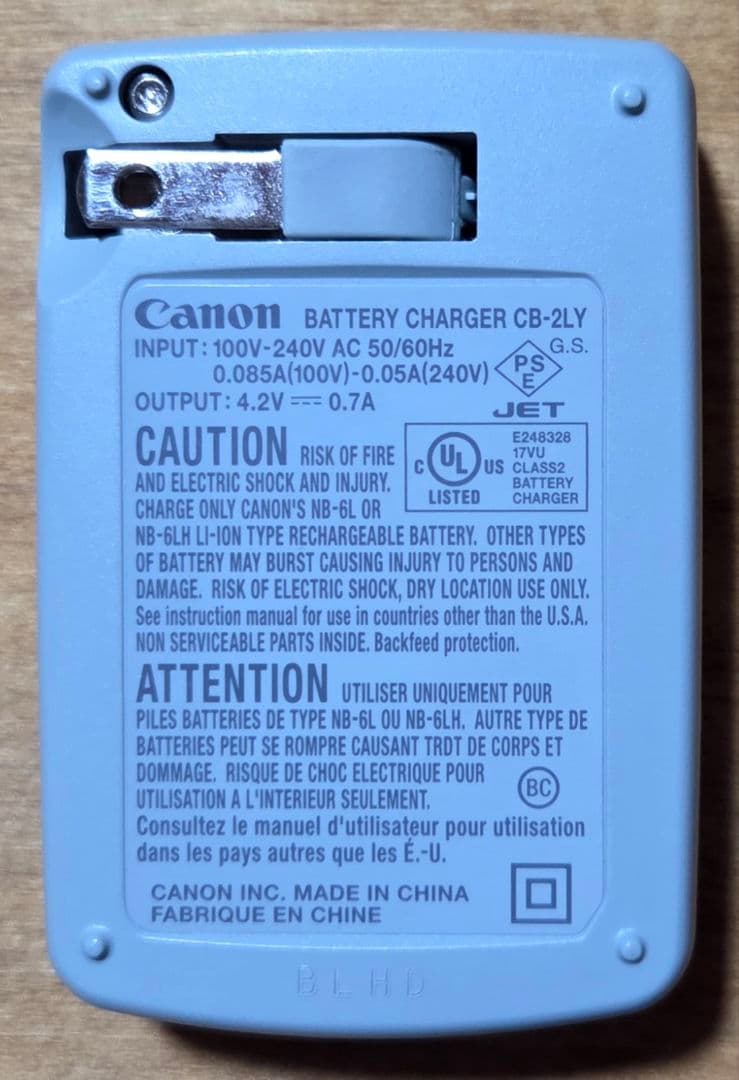 Canon BATTERY CHARGER CB-2LY
INPUT: 100V-240V AC 50/60Hz
0.085A(100V)-0.05A(240V)
PS
E
G.S.
JET
OUTPUT: 4.2V 0.7A
CAUTION RISK OF FIRE
AND ELECTRIC SHOCK AND INJURY.
CHARGE ONLY CANON'S NB-6L OR
NB-6LH LI-ION TYPE RECHARGEABLE BATTERY. OTHER TYPES
OF BATTERY MAY BURST CAUSING INJURY TO PERSONS AND
DAMAGE. RISK OF ELECTRIC SHOCK, DRY LOCATION USE ONLY.
See instruction manual for use in countries other than the U.S.A.
NON SERVICEABLE PARTS INSIDE. Backfeed protection.
C UL US
LISTED
E248328
17VU
CLASS2
BATTERY
CHARGER
ATTENTION UTILISER UNIQUEMENT POUR
PILES BATTERIES DE TYPE NB-6L OU NB-6LH. AUTRE TYPE DE
BATTERIES PEUT SE ROMPRE CAUSANT TRDT DE CORPS ET
DOMMAGE. RISQUE DE CHOC ELECTRIQUE POUR
UTILISATION A L'INTERIEUR SEULEMENT.
BC
Consultez le manuel d'utilisateur pour utilisation
dans les pays autres que les É.-U.
CANON INC. MADE IN CHINA
FABRIQUE EN CHINE
BLHD